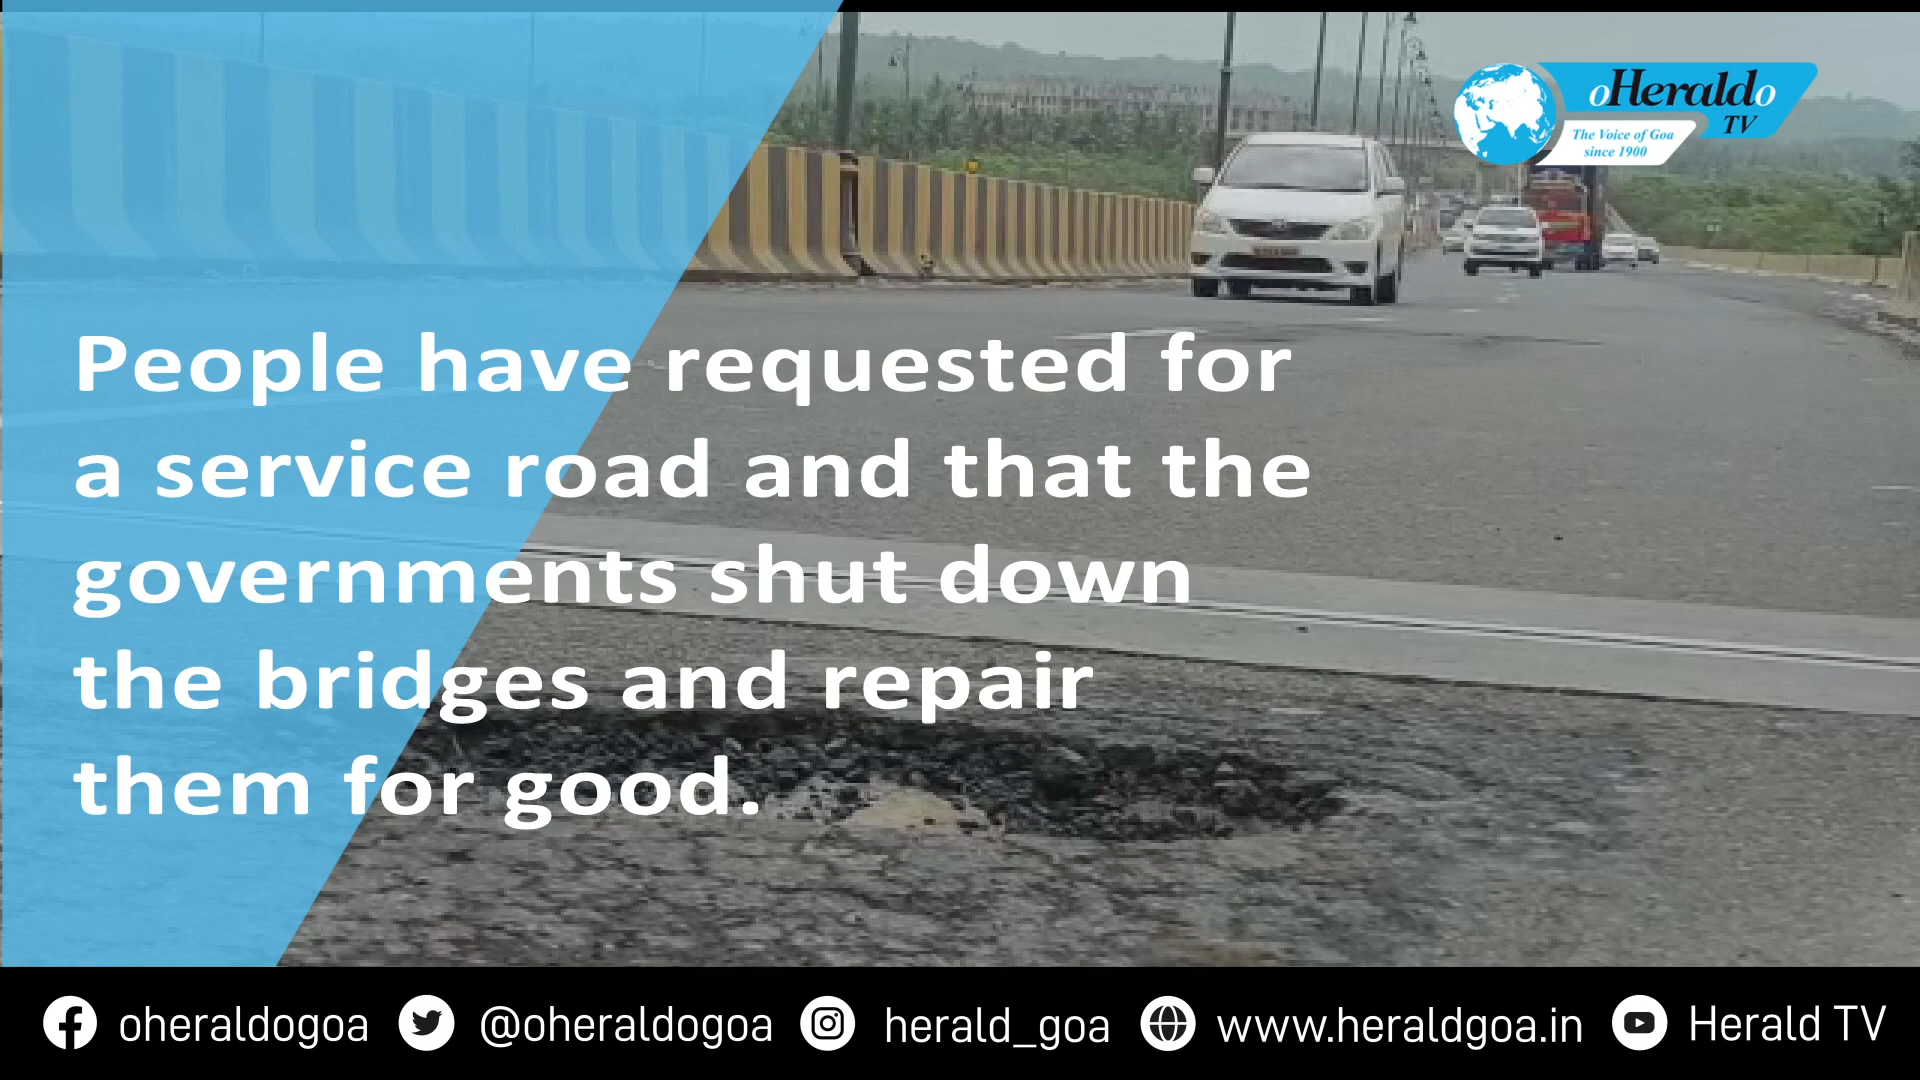 oHeraldo
TV
The Voice of Goa
since 1900
People have requested for
a service road and that the
governments shut down
the bridges and repair
them for good.
oheraldogoa
@oheraldogoa
herald_goa
www.heraldgoa.in
Herald TV